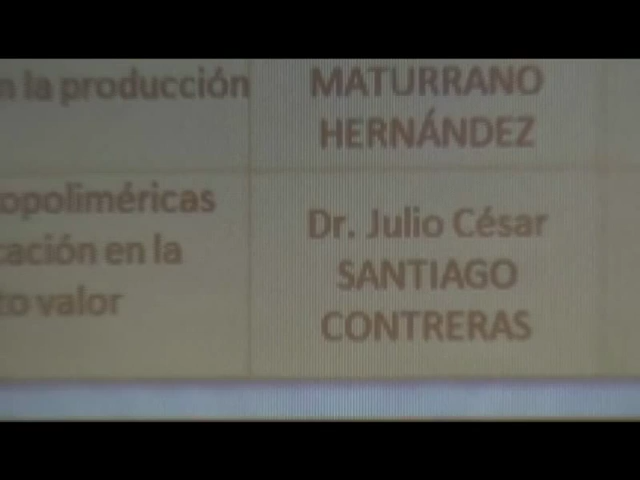 n la producción
MATURRANO
HERNÁNDEZ
opoliméricas
cación en la
to valor
Dr. Julio César
SANTIAGO
CONTRERAS